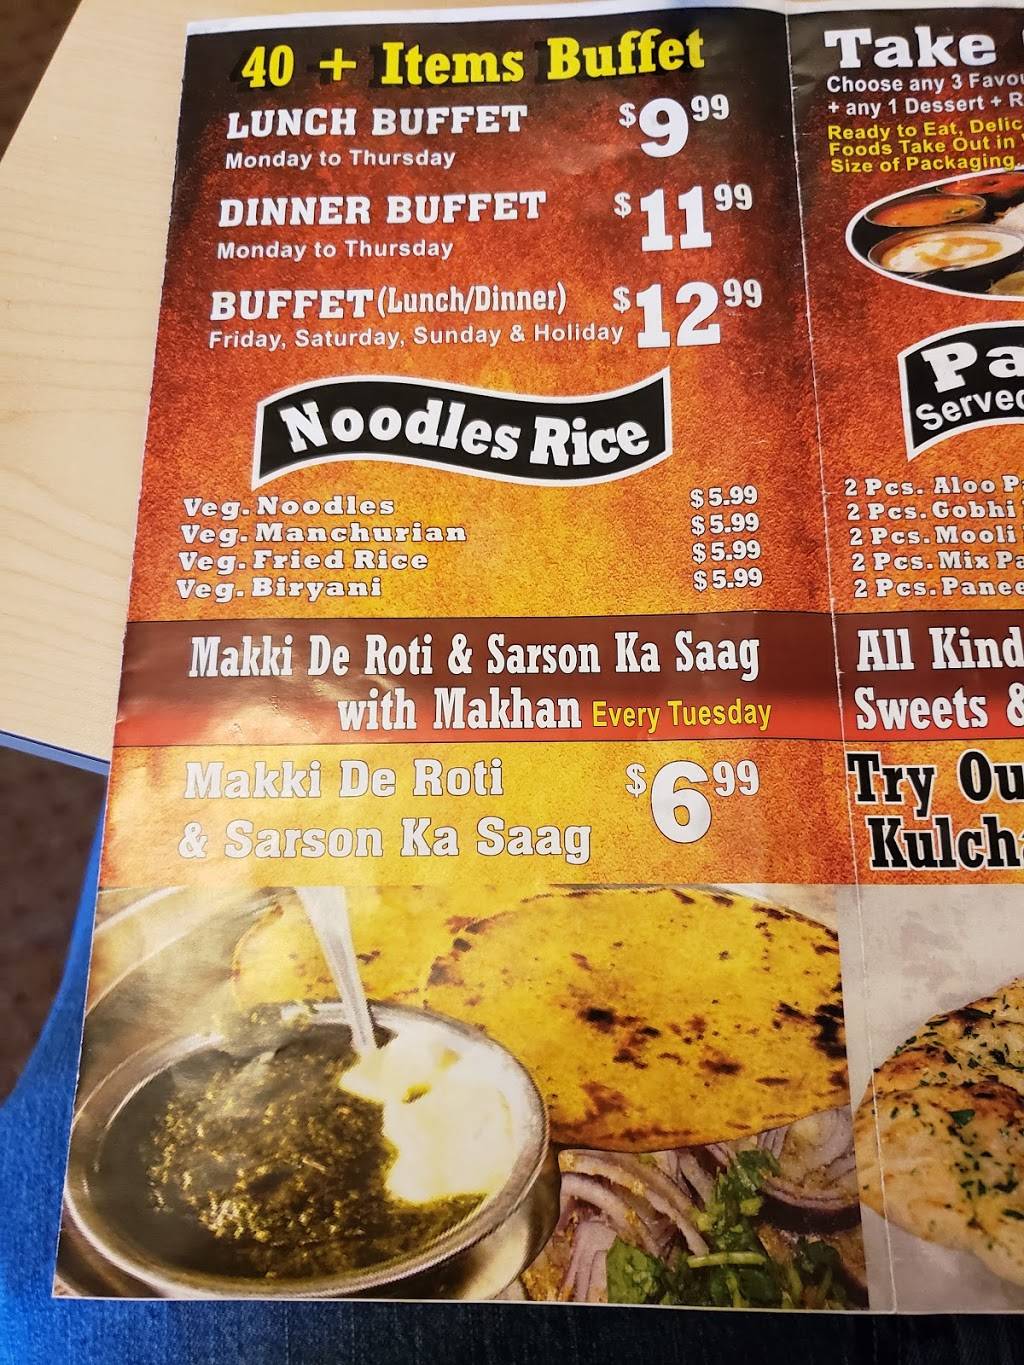 40 + Items Buffet
LUNCH BUFFET $9.99
Monday to Thursday
DINNER BUFFET $11.99
Monday to Thursday
BUFFET (Lunch/Dinner) $12.99
Friday, Saturday, Sunday & Holiday
Noodles Rice
Veg. Noodles $5.99
Veg. Manchurian $5.99
Veg. Fried Rice $5.99
Veg. Biryani $5.99
Makki De Roti & Sarson Ka Saag
with Makhan Every Tuesday
Makki De Roti
& Sarson Ka Saag $6.99
Take
Choose any 3
+ any 1 Dessert +
Ready to Eat,
Foods Take Out in
Size of Packaging.
2 Pcs. Aloo
2 Pcs. Gobhi
2 Pcs. Mooli
2 Pcs. Mix
2 Pcs.
All
Sweets &
Try